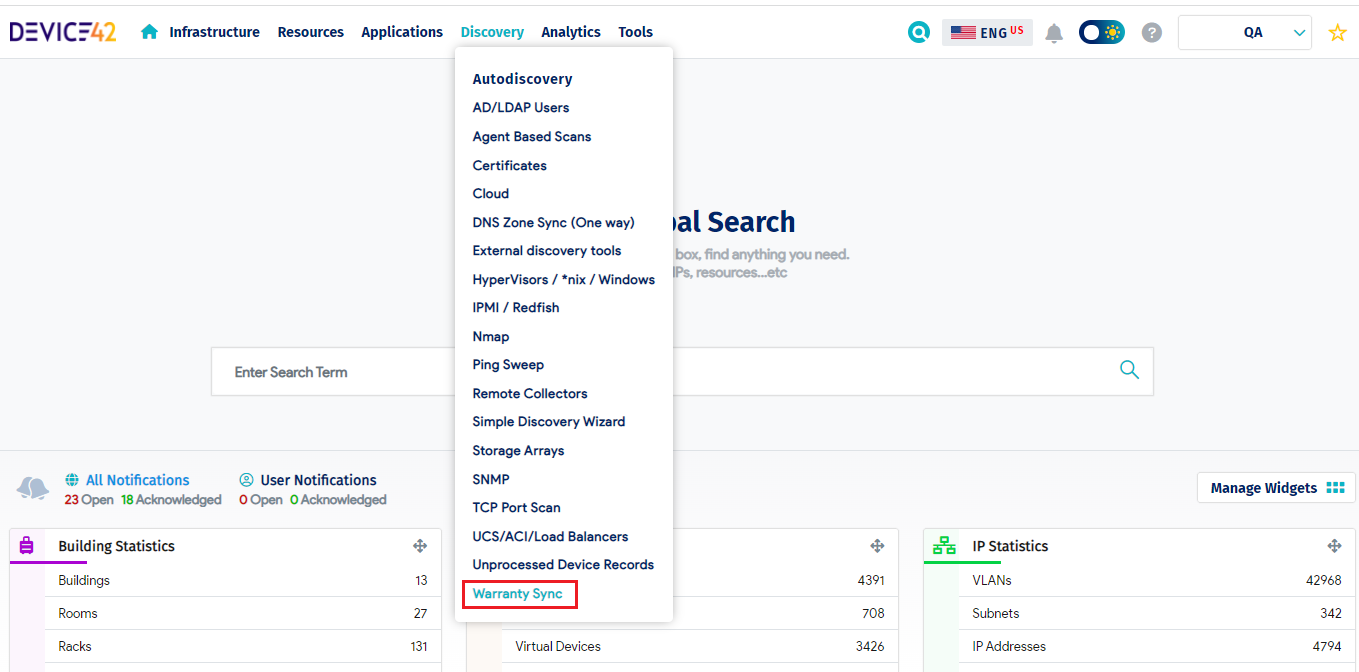 DEVICE42
Infrastructure
Resources
Applications
Discovery
Analytics
Tools
ENG US
?
QA
Autodiscovery
AD/LDAP Users
Agent Based Scans
Certificates
Cloud
DNS Zone Sync (One way)
External discovery tools
HyperVisors / *nix / Windows
IPMI / Redfish
Nmap
Ping Sweep
Remote Collectors
Simple Discovery Wizard
Storage Arrays
SNMP
TCP Port Scan
UCS/ACI/Load Balancers
Unprocessed Device Records
Warranty Sync
Search
box, find anything you need.
IPs, resources...etc
Enter Search Term
All Notifications
23 Open 18 Acknowledged
User Notifications
0 Open 0 Acknowledged
Manage Widgets
Building Statistics
Buildings 13
Rooms 27
Racks 131
4391
708
Virtual Devices 3426
IP Statistics
VLANs 42968
Subnets 342
IP Addresses 4794